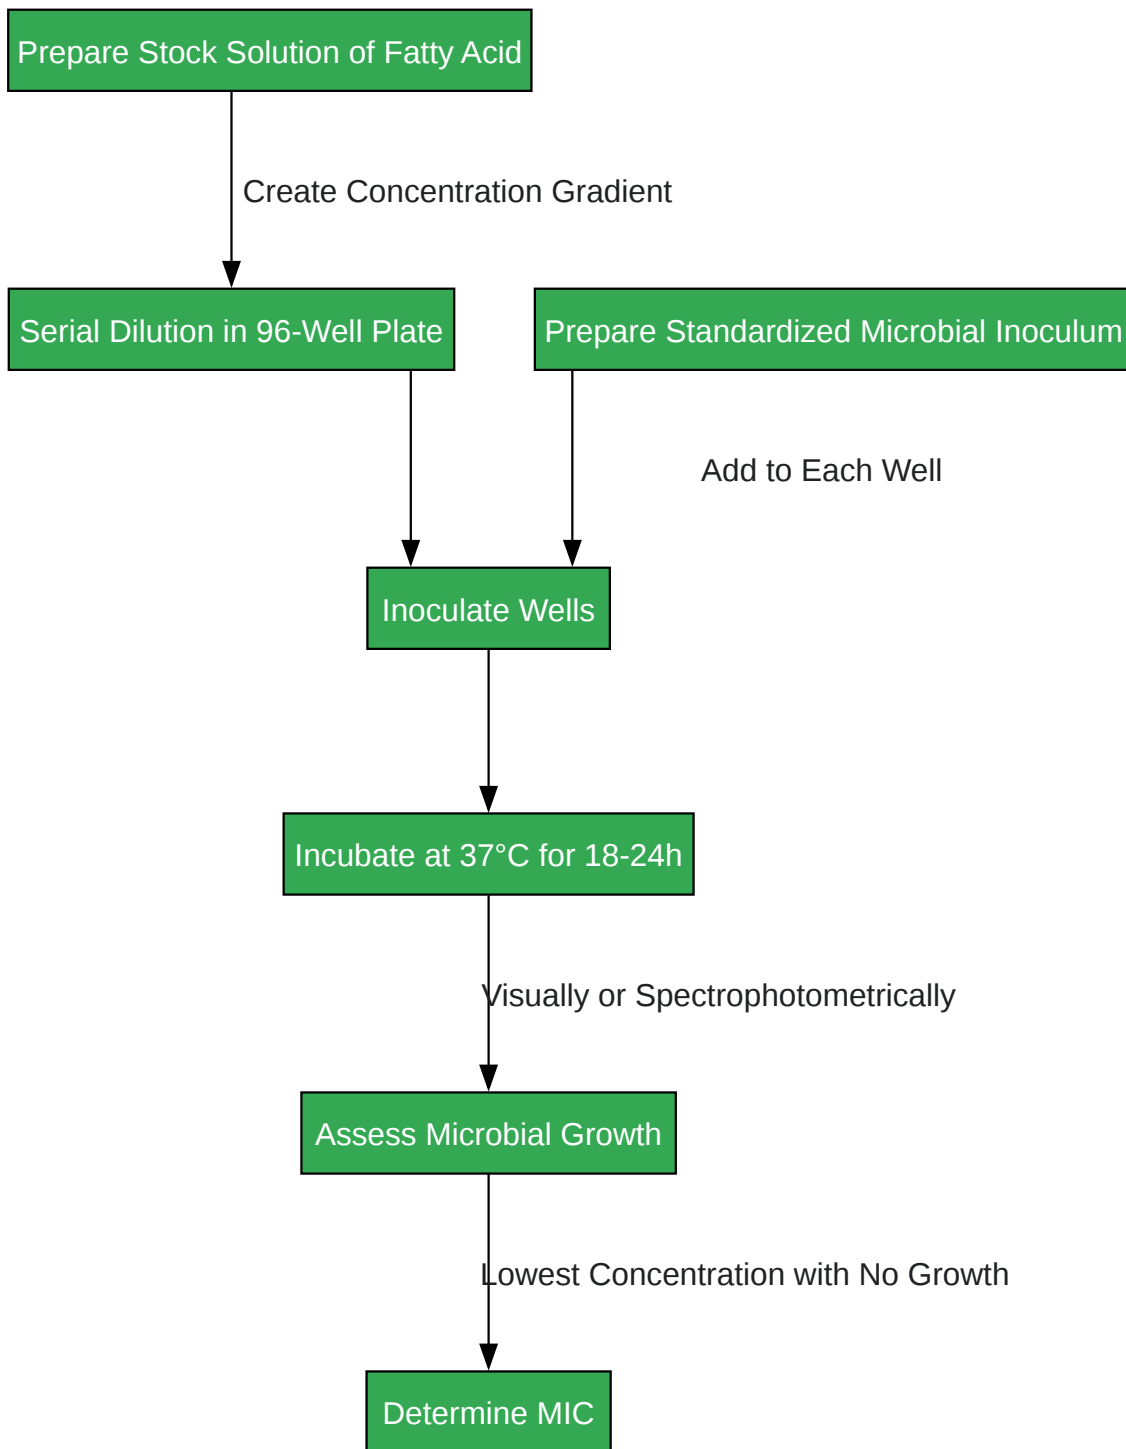 Prepare Stock Solution of Fatty Acid
Create Concentration Gradient
Serial Dilution in 96-Well Plate
Prepare Standardized Microbial Inoculum
Add to Each Well
Inoculate Wells
Incubate at 37°C for 18-24h
Visually or Spectrophotometrically
Assess Microbial Growth
Lowest Concentration with No Growth
Determine MIC